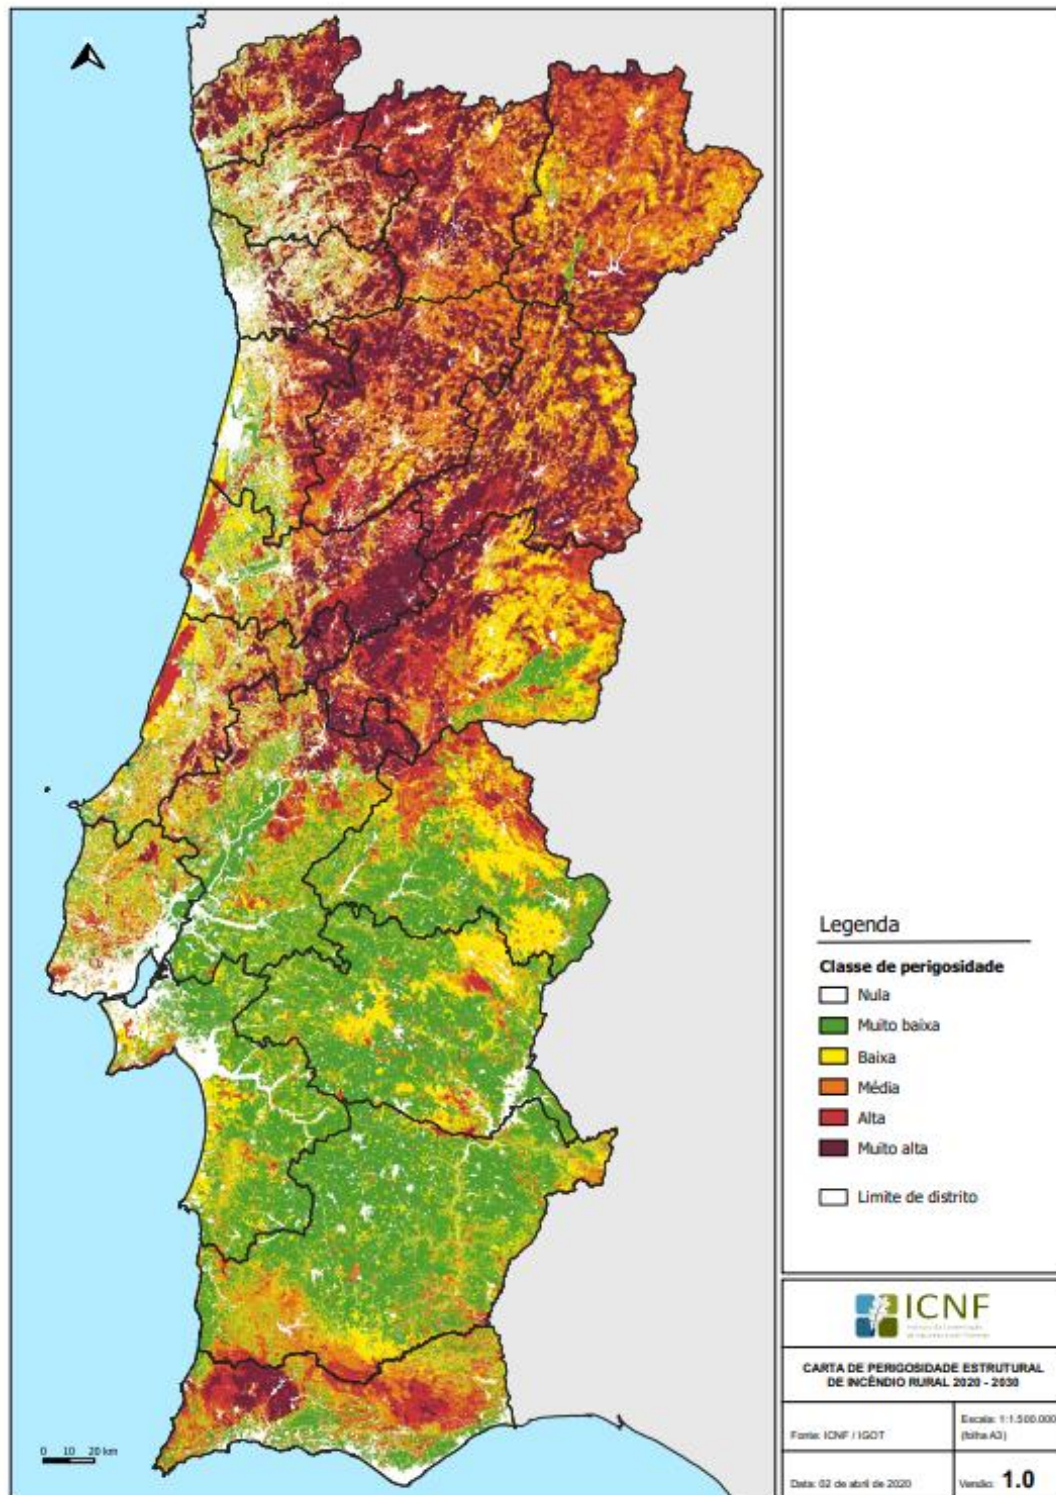 0 10 20 km
Legenda
Classe de perigosidade
Nula
Muito baixa
Baixa
Média
Alta
Muito alta
Limite de distrito
ICNF
CARTA DE PERIGOSIDADE ESTRUTURAL
DE INCÊNDIO RURAL 2020 - 2030
Fonte: ICNF / IGOT
Escala: 1:1.500.000
(folha A3)
Data: 02 de abril de 2020
Versão: 1.0